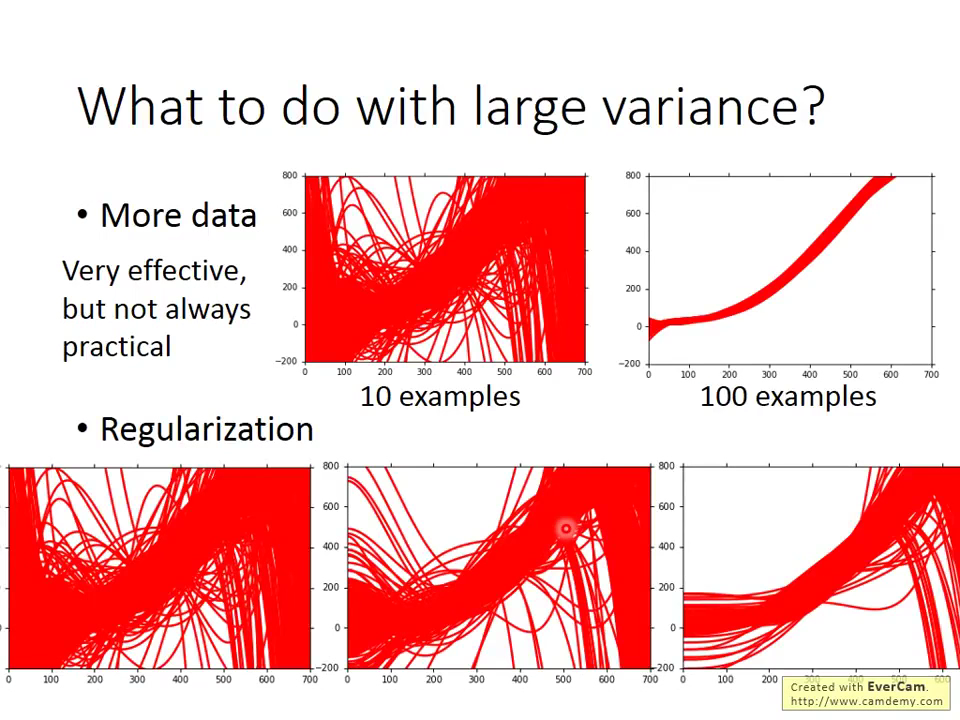 What to do with large variance?
• More data
Very effective,
but not always
practical
800
600
400
200
0
−200
0 100 200 300 400 500 600 700
10 examples
800
600
400
200
0
−200
0 100 200 300 400 500 600 700
100 examples
• Regularization
0 100 200 300 400 500 600 700
800
600
400
200
0
−200
0 100 200 300 400 500 600 700
800
600
400
200
0
−200
0 100 200 300 400 500 600
Created with EverCam.
http://www.camdemy.com